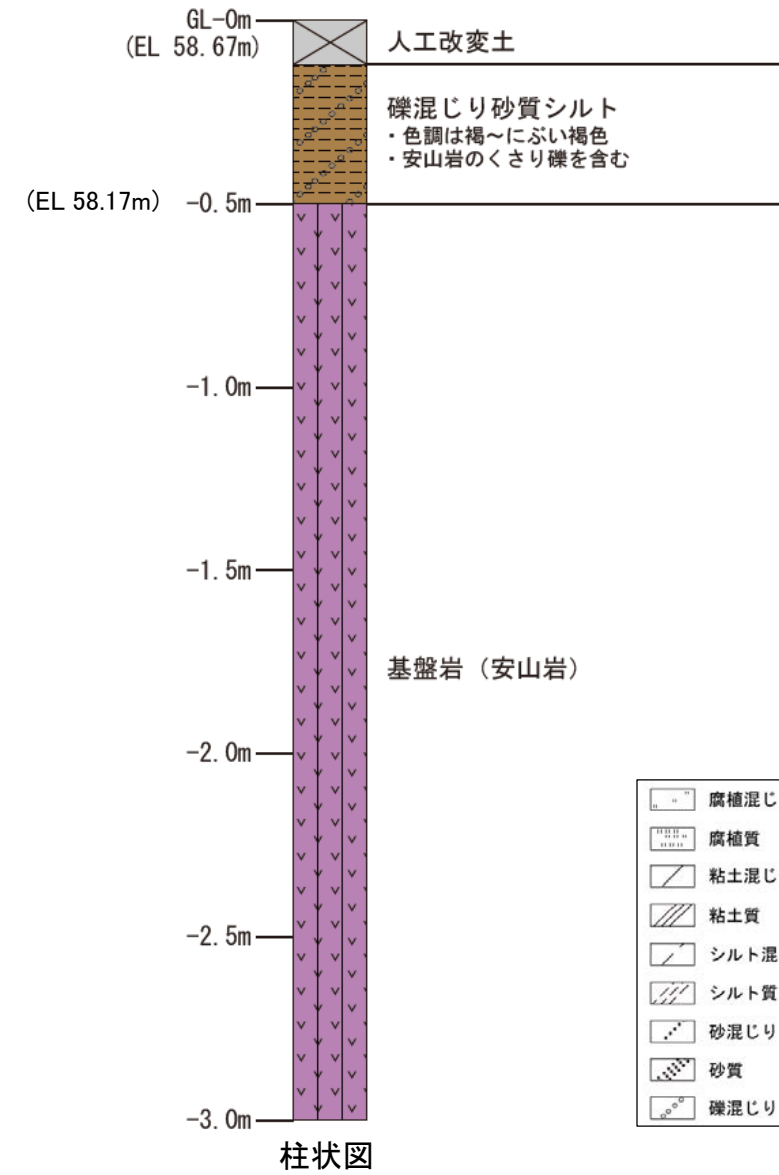 GL-0m
(EL 58.67m)
人工改変土
礫混じり砂質シルト
・色調は褐~にぶい褐色
・安山岩のくさり礫を含む
(EL 58.17m)
-0.5m
-1.0m
-1.5m
基盤岩（安山岩）
-2.0m
-2.5m
-3.0m
腐植混じ
腐植質
粘土混じ
粘土質
シルト混
シルト質
砂混じり
砂質
礫混じり
柱状図